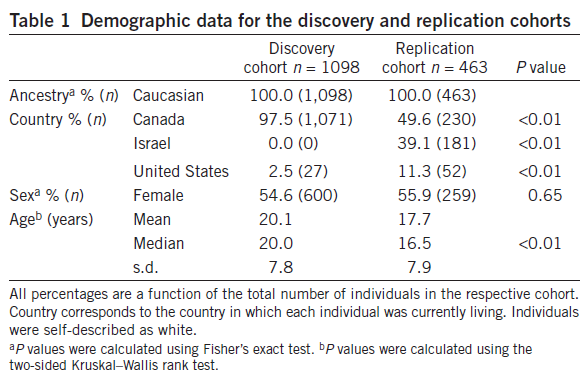 Table 1 Demographic data for the discovery and replication cohorts
Discovery cohort n = 1098 Replication cohort n = 463 P value
Ancestryᵃ % (n) Caucasian 100.0 (1,098) 100.0 (463)
Country % (n) Canada 97.5 (1,071) 49.6 (230) <0.01
Israel 0.0 (0) 39.1 (181) <0.01
United States 2.5 (27) 11.3 (52) <0.01
Sexᵃ % (n) Female 54.6 (600) 55.9 (259) 0.65
Ageᵇ (years) Mean 20.1 17.7
Median 20.0 16.5 <0.01
s.d. 7.8 7.9
All percentages are a function of the total number of individuals in the respective cohort.
Country corresponds to the country in which each individual was currently living. Individuals
were self-described as white.
ᵃP values were calculated using Fisher's exact test. ᵇP values were calculated using the
two-sided Kruskal–Wallis rank test.